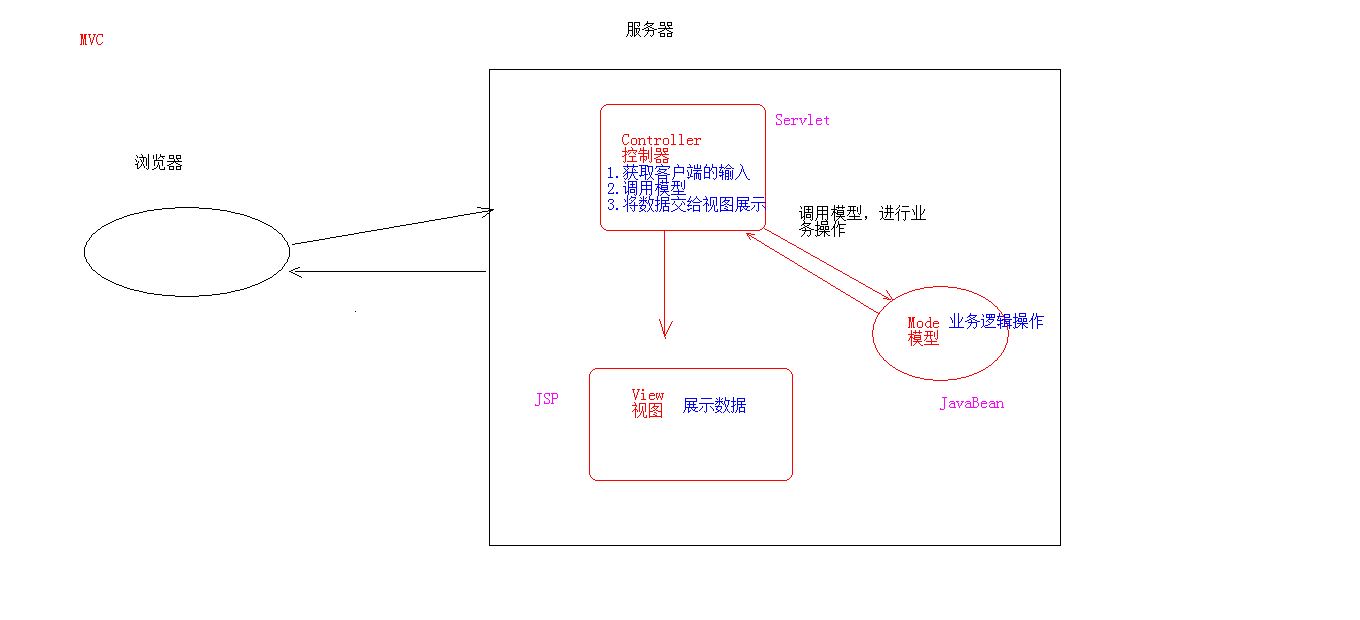 MVC
服务器
浏览器
Controller
控制器
1.获取客户端的输入
2.调用模型
3.将数据交给视图展示
Servlet
调用模型，进行业
务操作
Mode
模型
业务逻辑操作
JavaBean
JSP
View
视图
展示数据